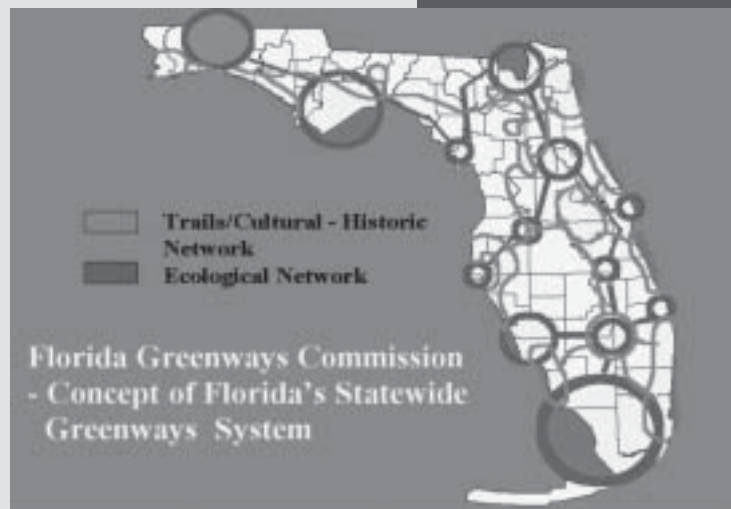 Trails/Cultural - Historic
Network
Ecological Network
Florida Greenways Commission
- Concept of Florida's Statewide
Greenways System